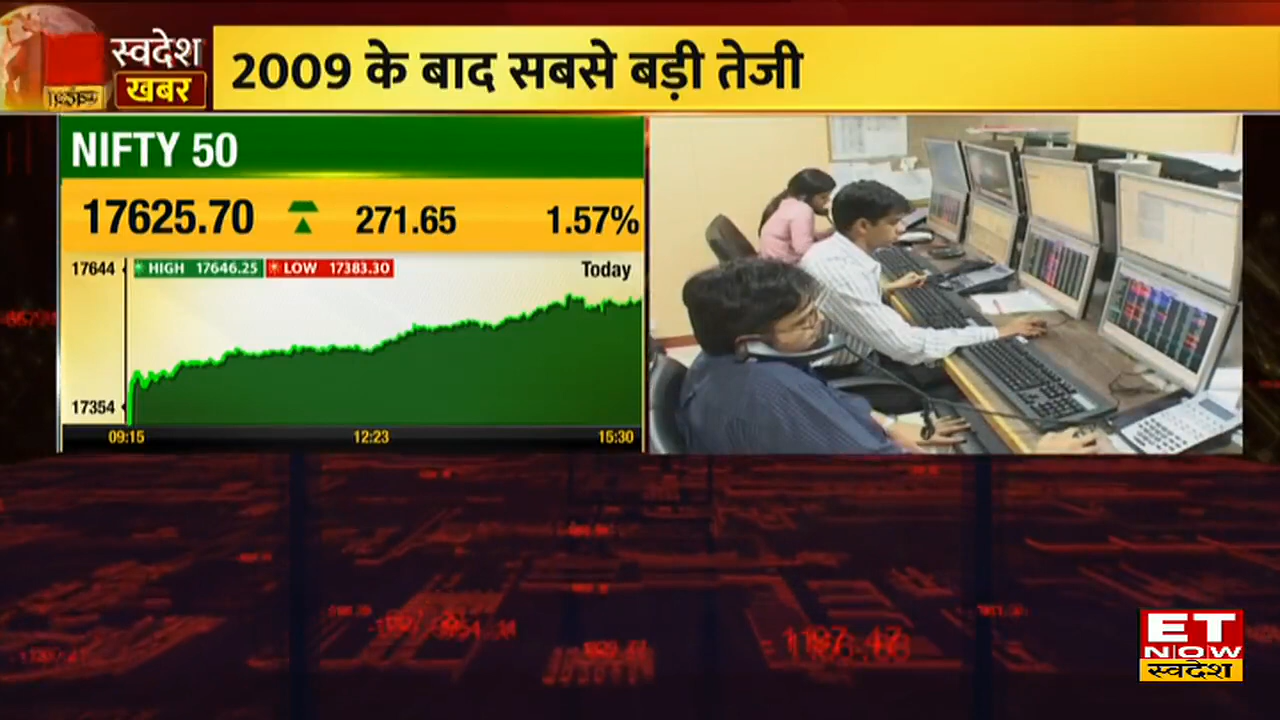 स्वदेश
खबर
2009 के बाद सबसे बड़ी तेजी
NIFTY 50
17625.70 271.65 1.57%
17644 HIGH 17646.25 LOW 17383.30 Today
17354
09:15 12:23 15:30
ET
NOW
स्वदेश